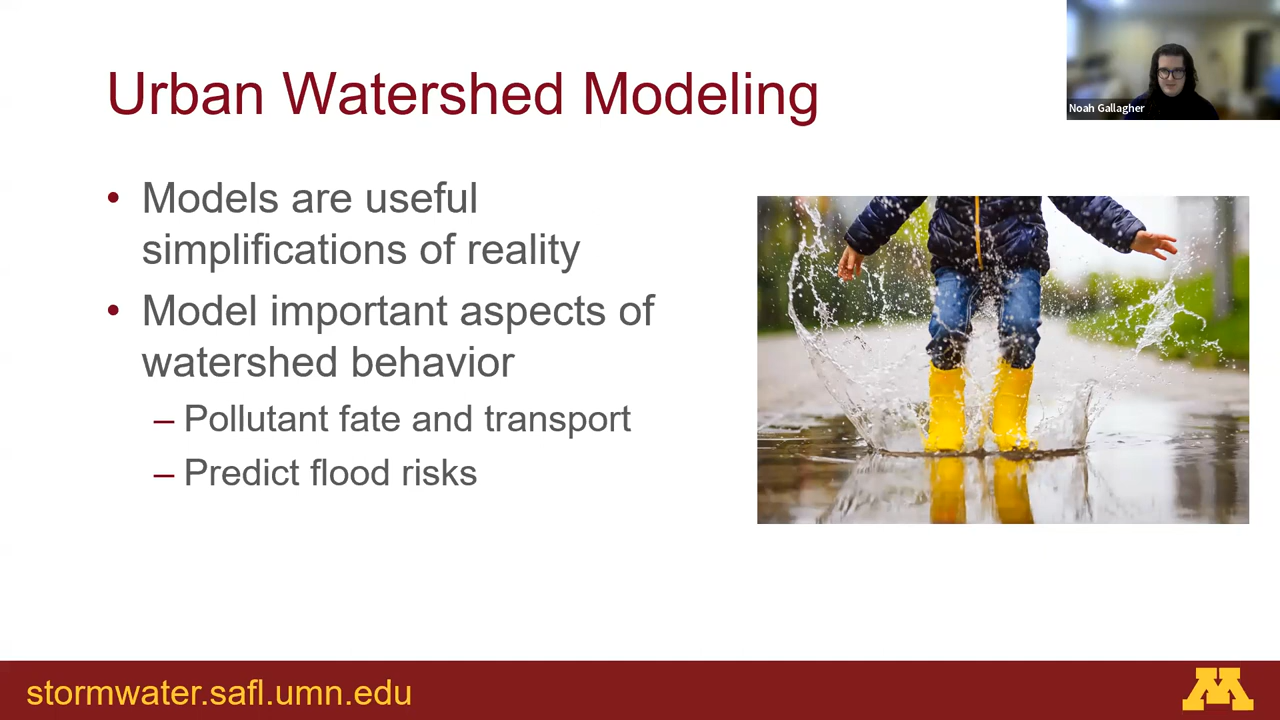 Urban Watershed Modeling
Noah Gallagher
• Models are useful
simplifications of reality
• Model important aspects of
watershed behavior
– Pollutant fate and transport
– Predict flood risks
stormwater.safl.umn.edu
M